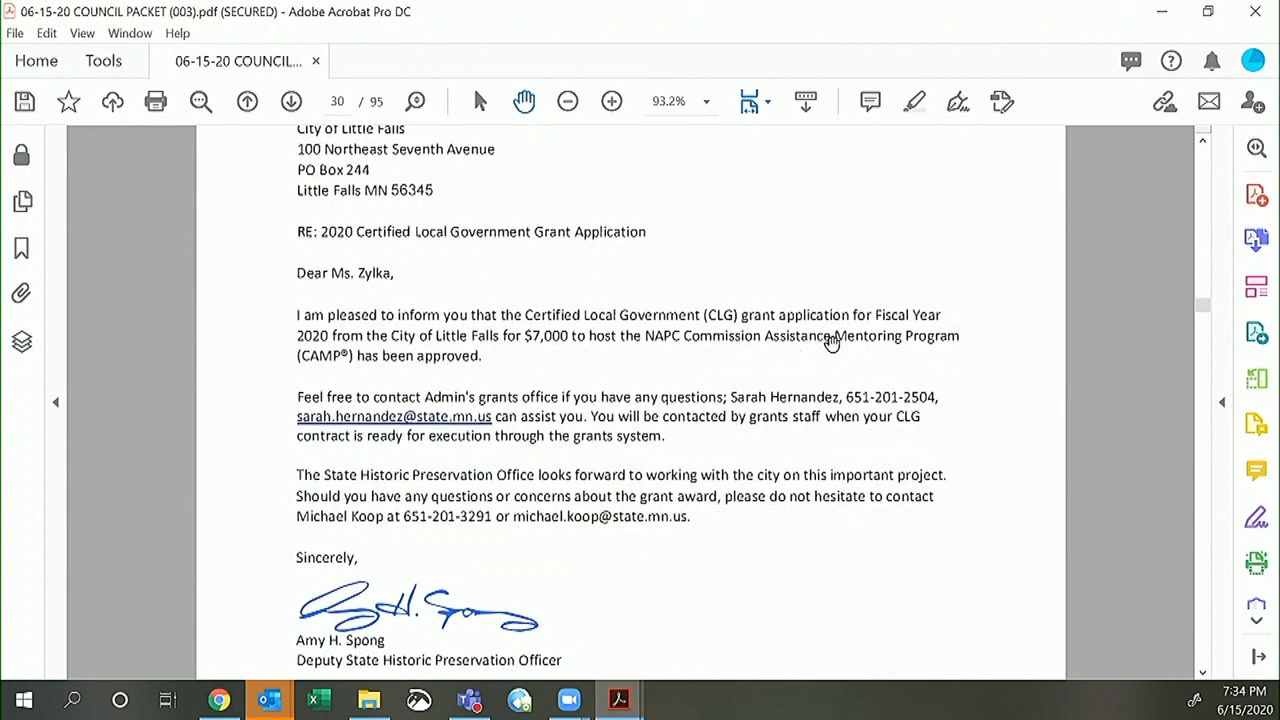 06-15-20 COUNCIL PACKET (003).pdf (SECURED) - Adobe Acrobat Pro DC
File Edit View Window Help
Home Tools 06-15-20 COUNCIL... ×
30 / 95 93.2%
City of Little Falls
100 Northeast Seventh Avenue
PO Box 244
Little Falls MN 56345
RE: 2020 Certified Local Government Grant Application
Dear Ms. Zylka,
I am pleased to inform you that the Certified Local Government (CLG) grant application for Fiscal Year
2020 from the City of Little Falls for $7,000 to host the NAPC Commission Assistance Mentoring Program
(CAMP®) has been approved.
Feel free to contact Admin's grants office if you have any questions; Sarah Hernandez, 651-201-2504,
sarah.hernandez@state.mn.us can assist you. You will be contacted by grants staff when your CLG
contract is ready for execution through the grants system.
The State Historic Preservation Office looks forward to working with the city on this important project.
Should you have any questions or concerns about the grant award, please do not hesitate to contact
Michael Koop at 651-201-3291 or michael.koop@state.mn.us.
Sincerely,
Amy H. Spong
Amy H. Spong
Deputy State Historic Preservation Officer
7:34 PM
6/15/2020